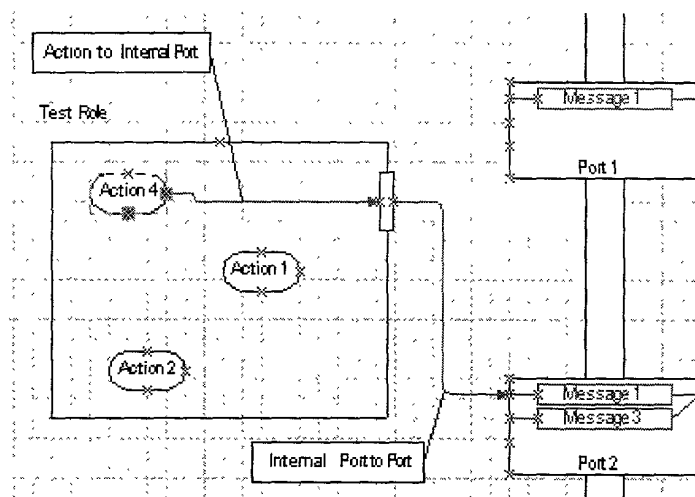 Action to Internal Port
Message 1
Test Role
Port 1
Action 4
Action 1
Action 2
Message 1
Message 3
Internal Port to Port
Port 2